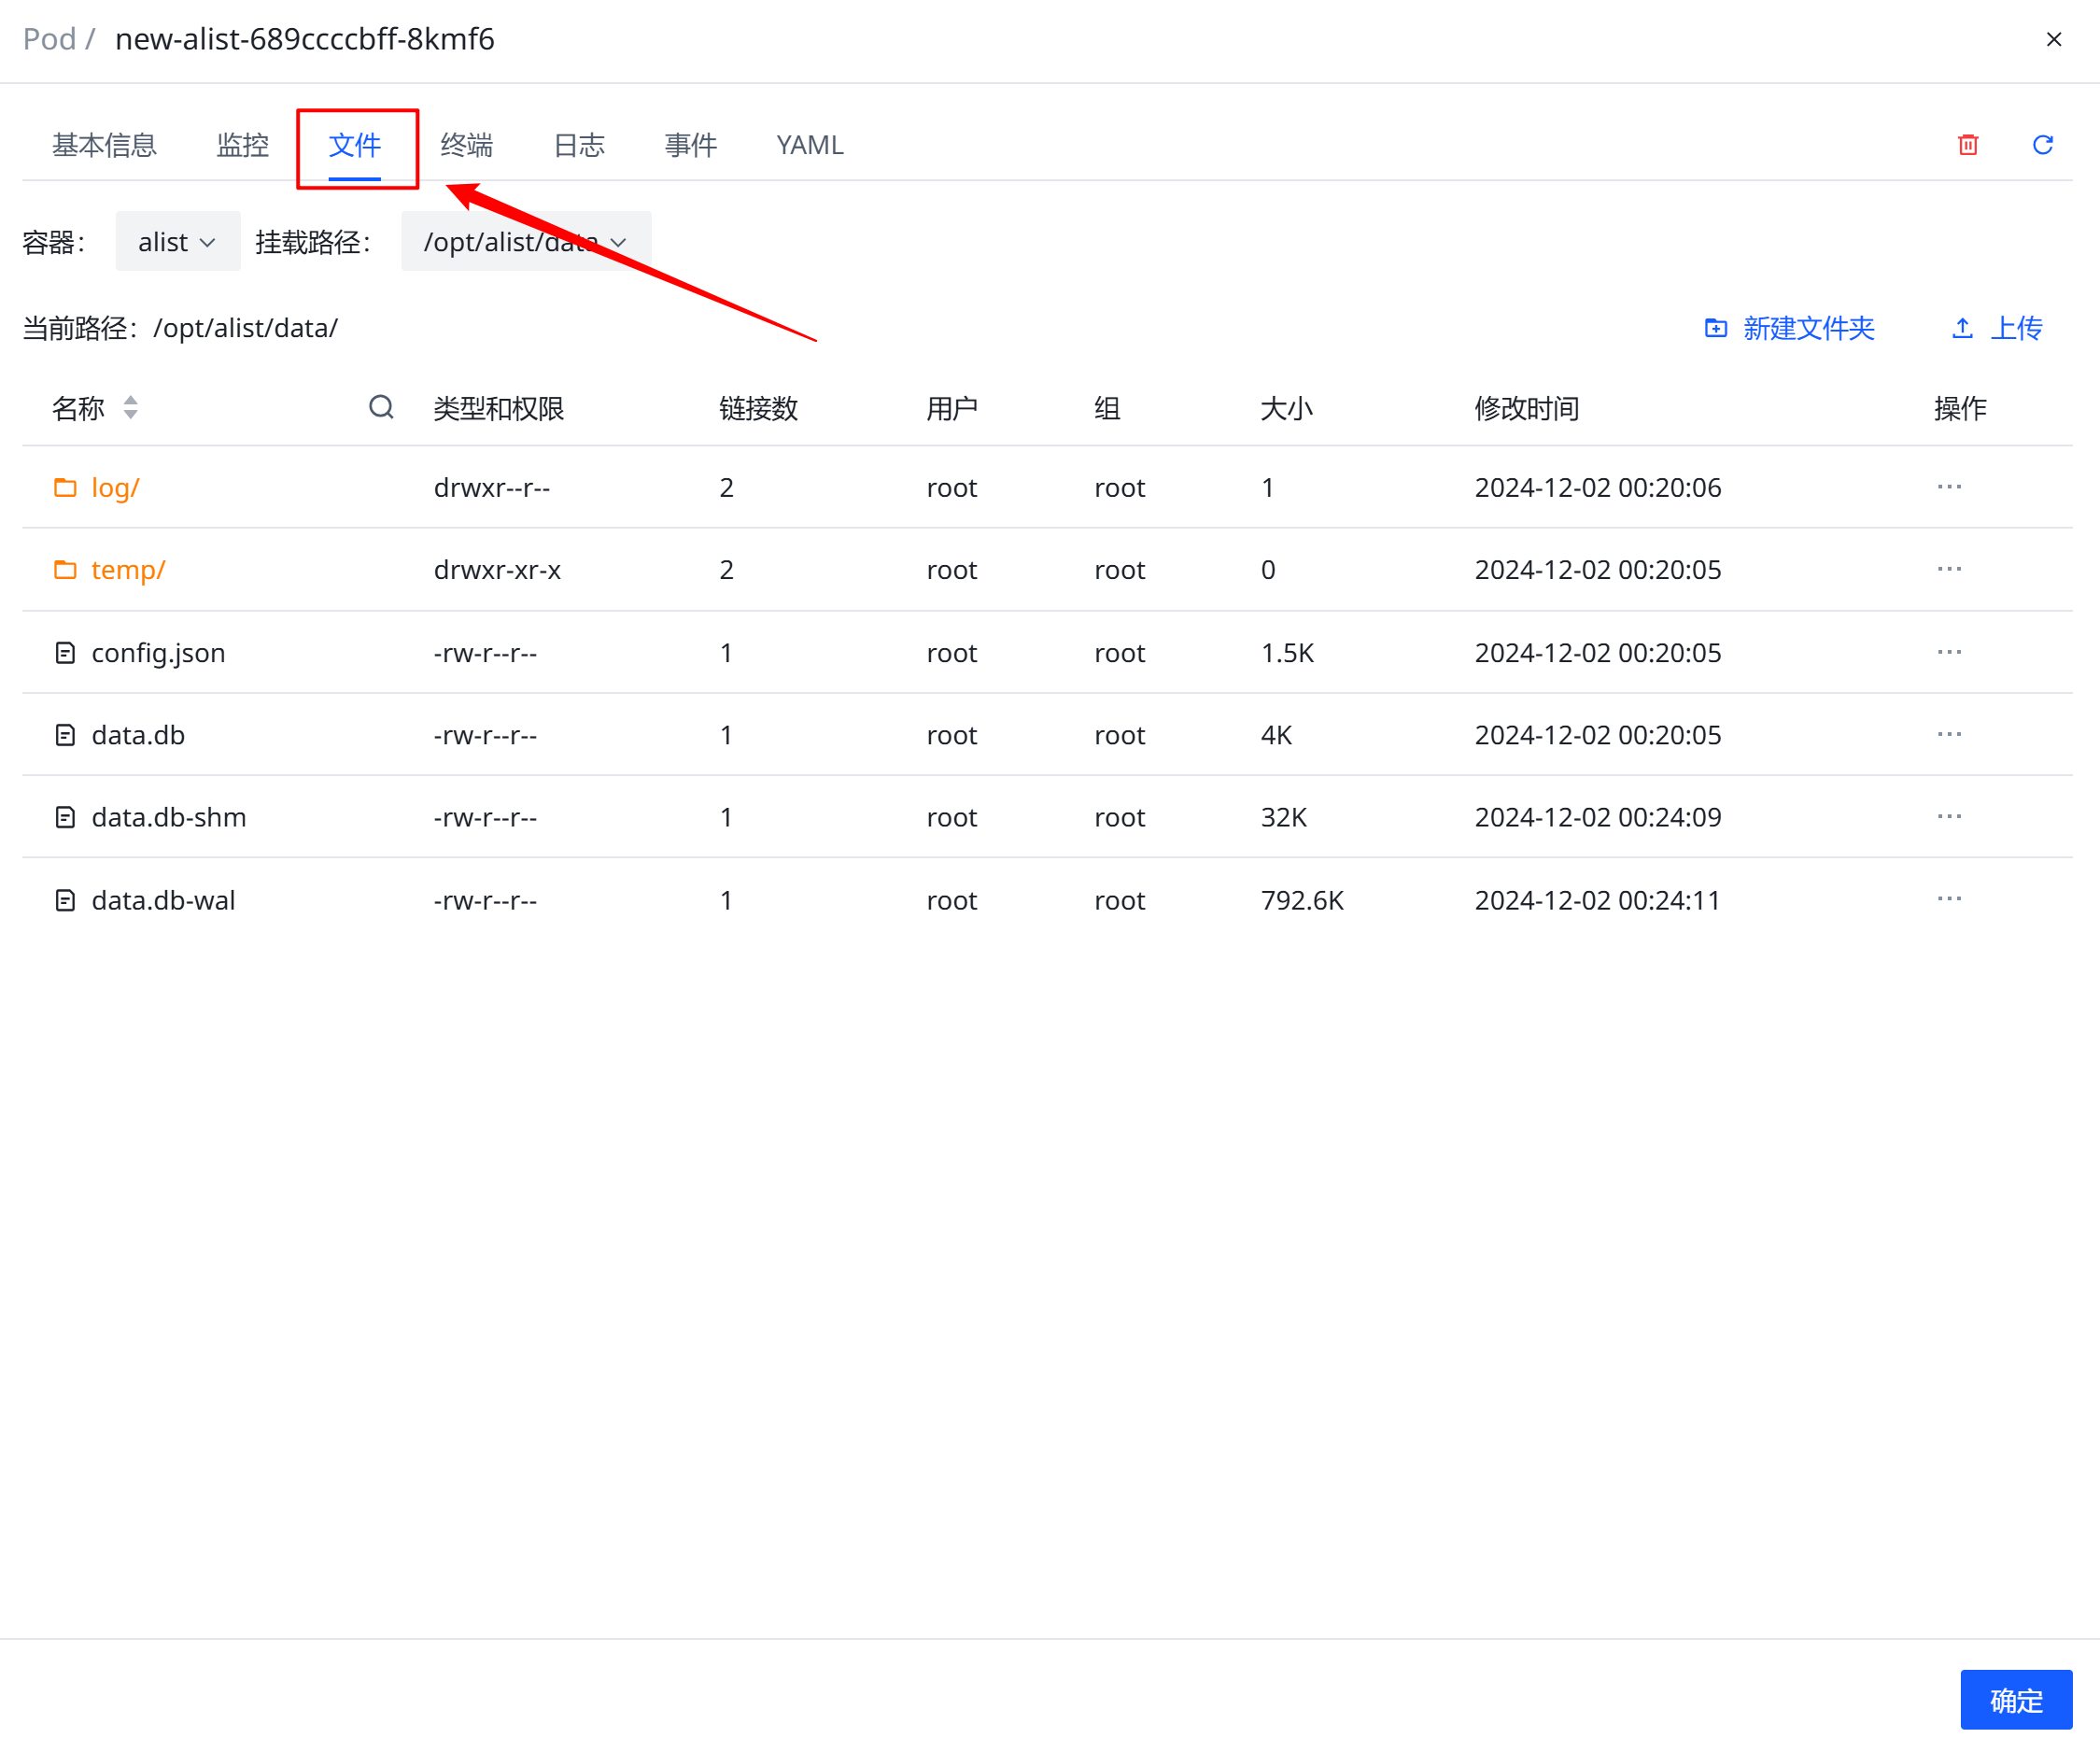 Pod / new-alist-689ccccbff-8kmf6
基本信息 监控 文件 终端 日志 事件 YAML
容器： alist 挂载路径： /opt/alist/data
当前路径：/opt/alist/data/ 新建文件夹 上传
名称 类型和权限 链接数 用户 组 大小 修改时间 操作
log/ drwxr--r-- 2 root root 1 2024-12-02 00:20:06 ...
temp/ drwxr-xr-x 2 root root 0 2024-12-02 00:20:05 ...
config.json -rw-r--r-- 1 root root 1.5K 2024-12-02 00:20:05 ...
data.db -rw-r--r-- 1 root root 4K 2024-12-02 00:20:05 ...
data.db-shm -rw-r--r-- 1 root root 32K 2024-12-02 00:24:09 ...
data.db-wal -rw-r--r-- 1 root root 792.6K 2024-12-02 00:24:11 ...
确定